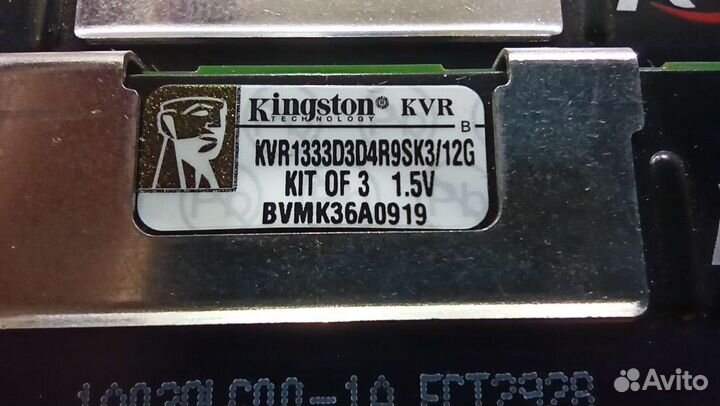 Kingston® KVR
TECHNOLOGY
B
KVR1333D3D4R9SK3/12G
KIT OF 3 1.5V
BVMK36A0919
Avito